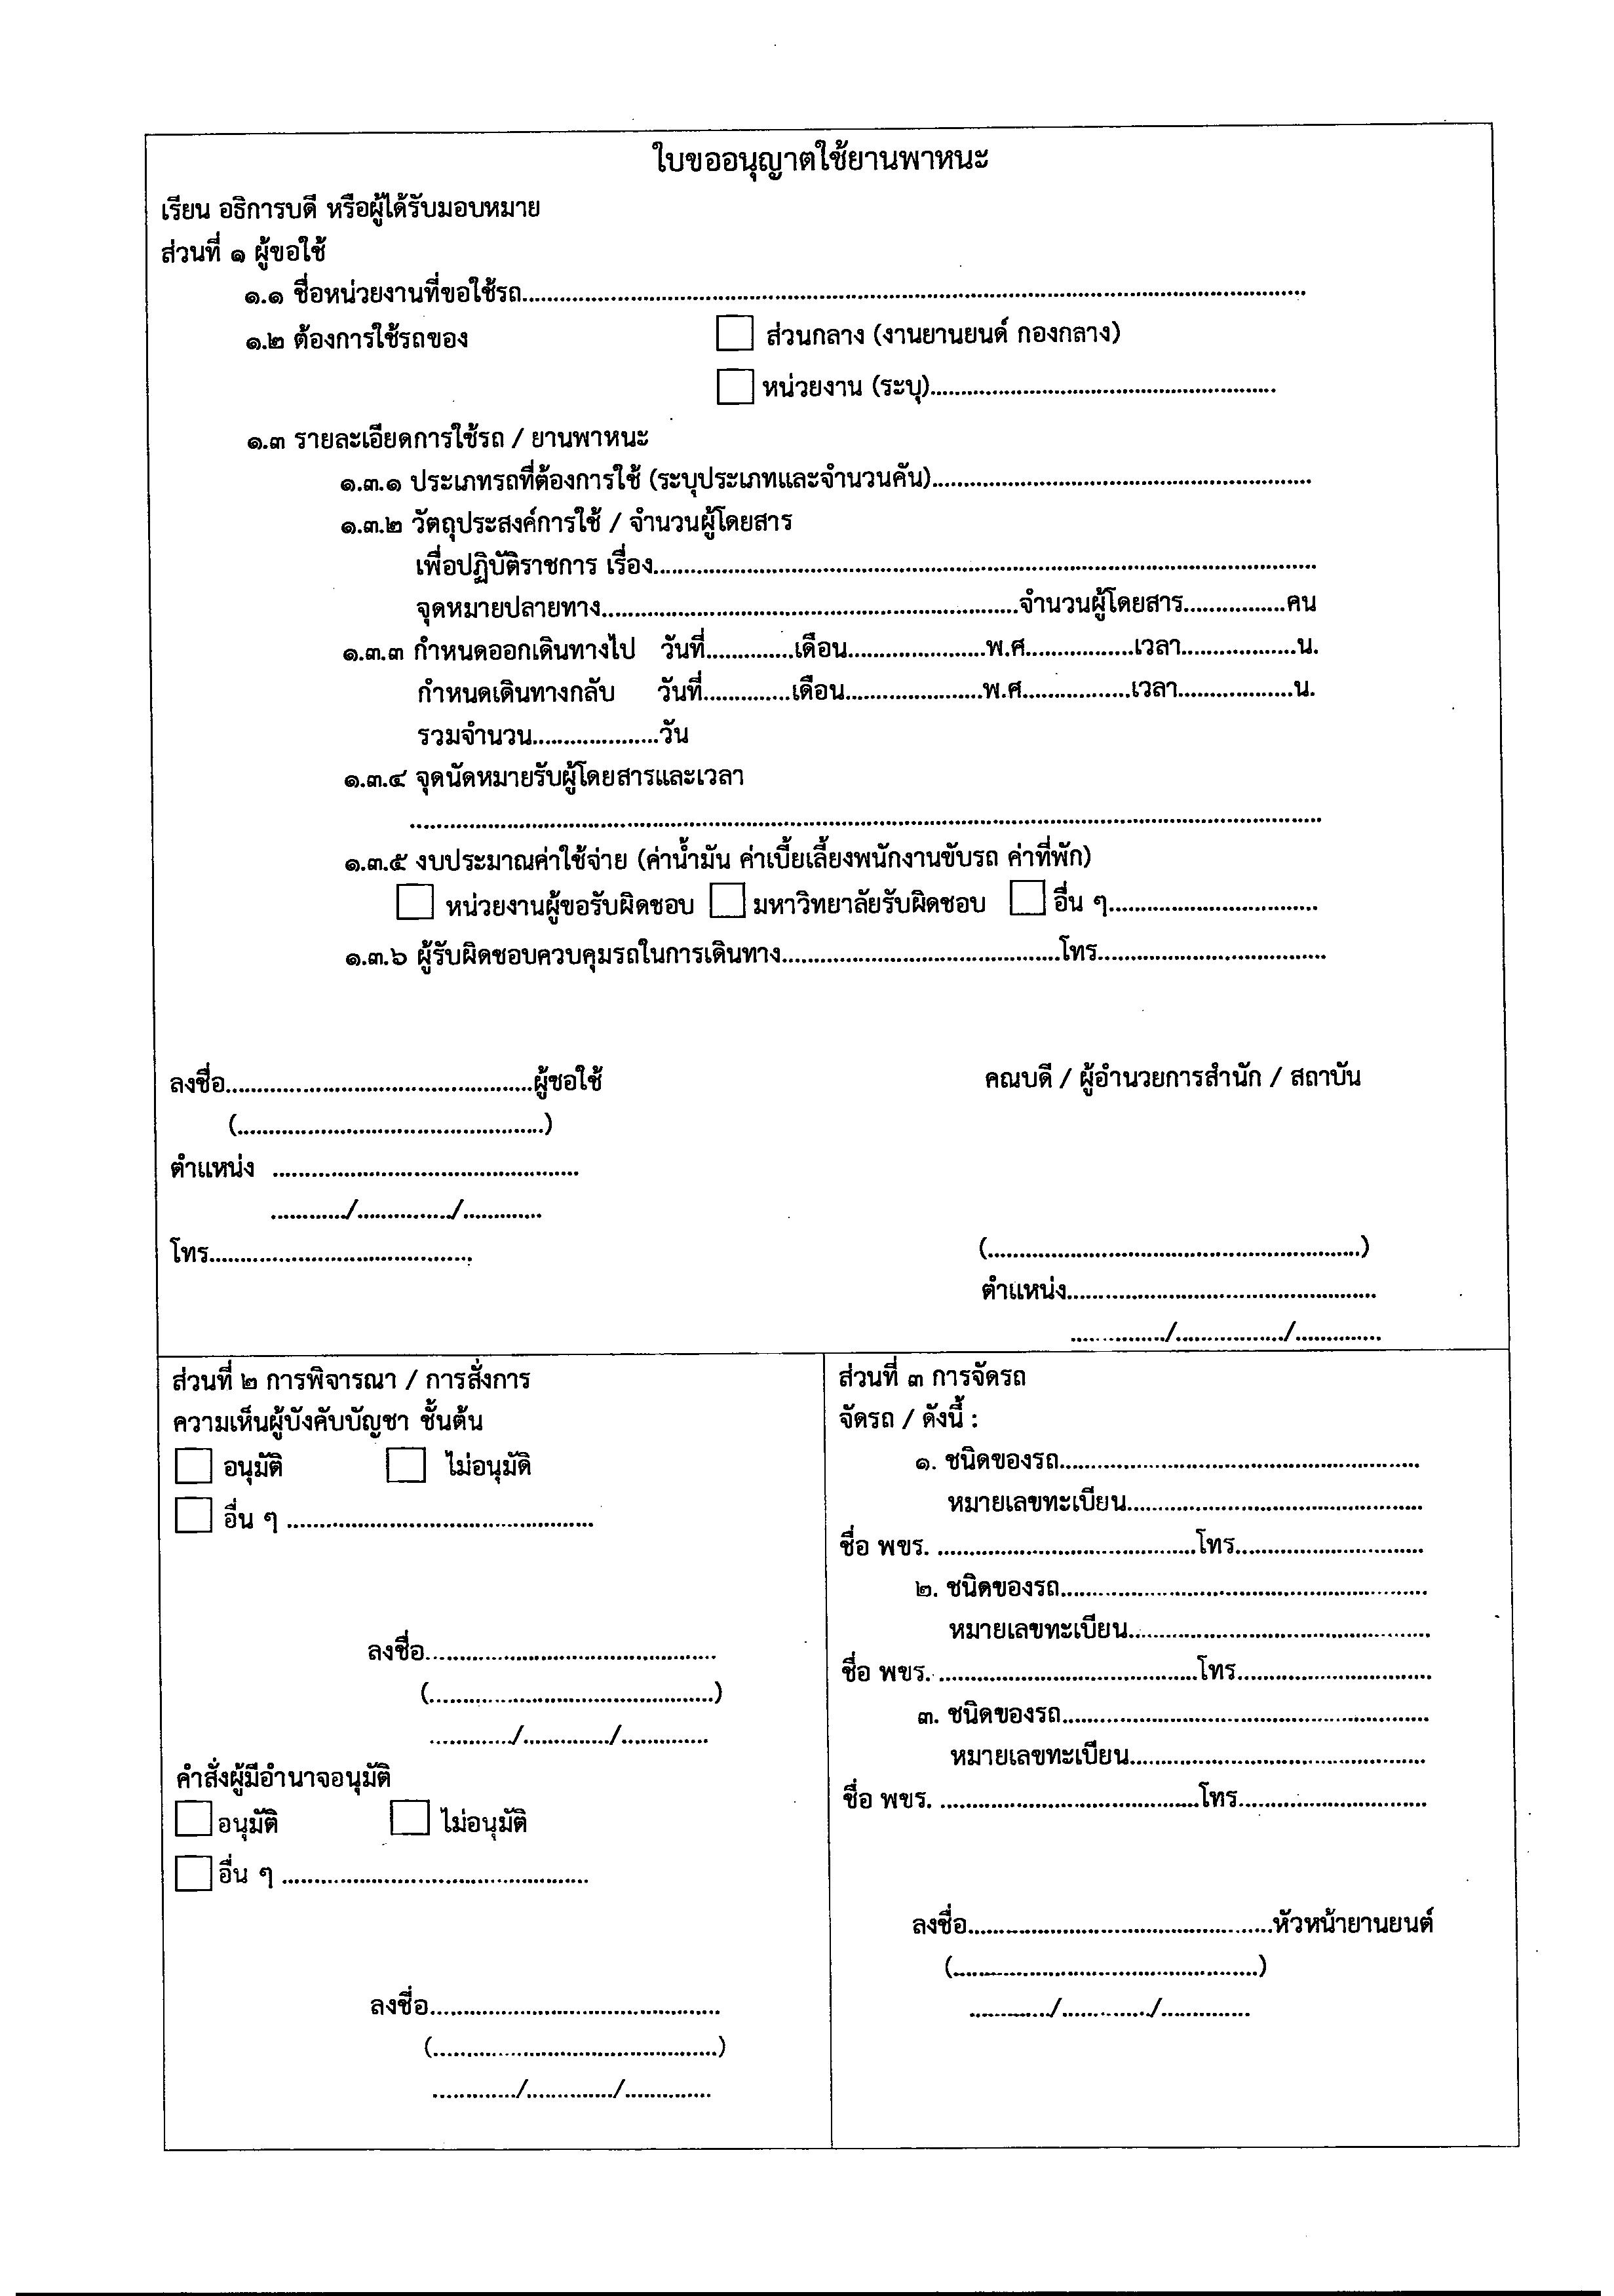 ใบขออนุญาตใช้ยานพาหนะ
เรียน อธิการบดี หรือผู้ได้รับมอบหมาย
ส่วนที่ ๑ ผู้ขอใช้
๑.๑ ชื่อหน่วยงานที่ขอใช้รถ........................................
๑.๒ ต้องการใช้รถของ ☐ ส่วนกลาง (งานยานยนต์ กองกลาง)
☐ หน่วยงาน (ระบุ)........................................
๑.๓ รายละเอียดการใช้รถ / ยานพาหนะ
๑.๓.๑ ประเภทรถที่ต้องการใช้ (ระบุประเภทและจำนวนคัน)........................................
๑.๓.๒ วัตถุประสงค์การใช้ / จำนวนผู้โดยสาร
เพื่อปฏิบัติราชการ เรื่อง........................................
จุดหมายปลายทาง........................................จำนวนผู้โดยสาร................คน
๑.๓.๓ กำหนดออกเดินทางไป วันที่..............เดือน......................พ.ศ.................เวลา..................น.
กำหนดเดินทางกลับ วันที่..............เดือน......................พ.ศ.................เวลา..................น.
รวมจำนวน....................วัน
๑.๓.๔ จุดนัดหมายรับผู้โดยสารและเวลา
........................................
๑.๓.๕ งบประมาณค่าใช้จ่าย (ค่าน้ำมัน ค่าเบี้ยเลี้ยงพนักงานขับรถ ค่าที่พัก)
☐ หน่วยงานผู้ขอรับผิดชอบ ☐ มหาวิทยาลัยรับผิดชอบ ☐ อื่น ๆ.................................
๑.๓.๖ ผู้รับผิดชอบควบคุมรถในการเดินทาง........................................โทร....................................
ลงชื่อ........................................ผู้ขอใช้ คณบดี / ผู้อำนวยการสำนัก / สถาบัน
(........................................)
ตำแหน่ง ........................................
............/.............../.............
โทร........................................ (........................................)
ตำแหน่ง........................................
.............../................./..............
ส่วนที่ ๒ การพิจารณา / การสั่งการ
ความเห็นผู้บังคับบัญชา ชั้นต้น
☐ อนุมัติ ☐ ไม่อนุมัติ
☐ อื่น ๆ ........................................
ลงชื่อ........................................
(........................................)
............./............../..............
คำสั่งผู้มีอำนาจอนุมัติ
☐ อนุมัติ ☐ ไม่อนุมัติ
☐ อื่น ๆ ........................................
ลงชื่อ........................................
(........................................)
............../............../..............
ส่วนที่ ๓ การจัดรถ
จัดรถ / ดังนี้ :
๑. ชนิดของรถ........................................
หมายเลขทะเบียน........................................
ชื่อ พขร. ........................................โทร..............................
๒. ชนิดของรถ........................................
หมายเลขทะเบียน........................................
ชื่อ พขร. ........................................โทร..............................
๓. ชนิดของรถ........................................
หมายเลขทะเบียน........................................
ชื่อ พขร. ........................................โทร..............................
ลงชื่อ........................................หัวหน้ายานยนต์
(........................................)
............./............../..............